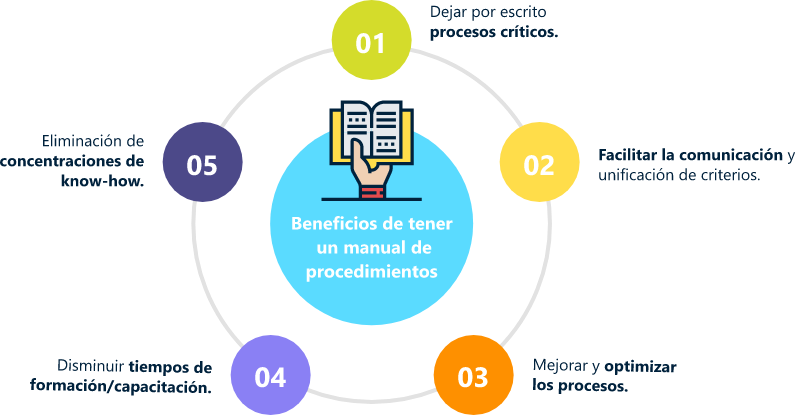 Beneficios de tener
un manual de
procedimientos
01
Dejar por escrito
procesos críticos.
02
Facilitar la comunicación y
unificación de criterios.
03
Mejorar y optimizar
los procesos.
04
Disminuir tiempos de
formación/capacitación.
05
Eliminación de
concentraciones de
know-how.